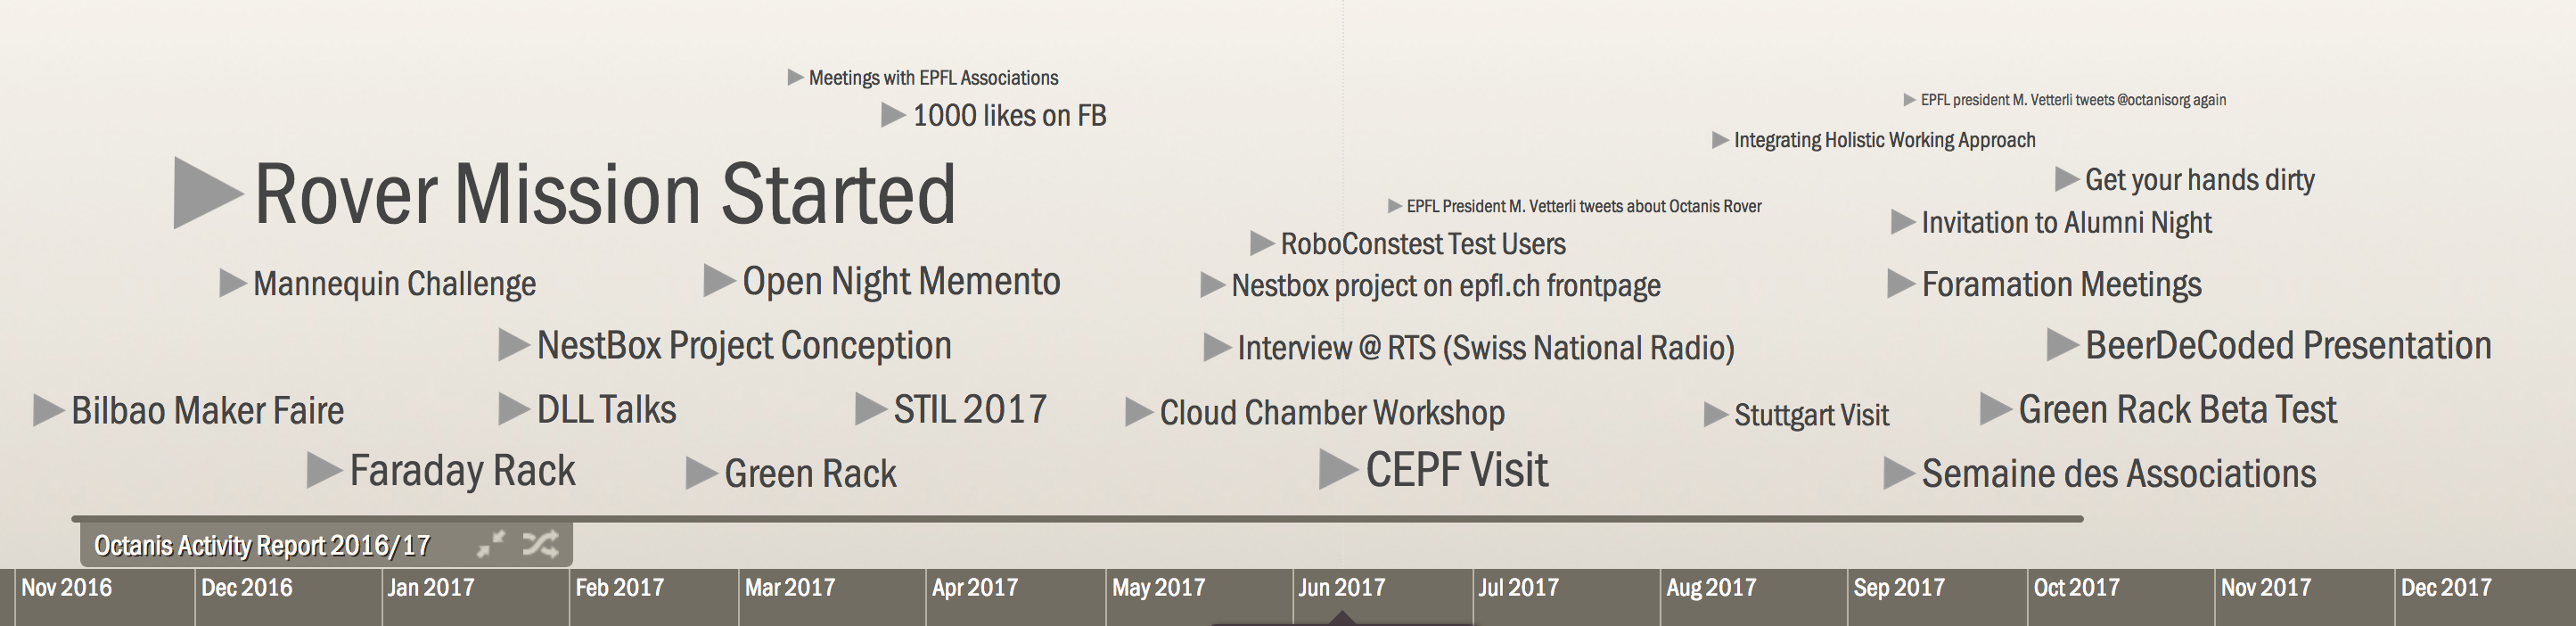 Meetings with EPFL Associations
EPFL president M. Vetterli tweets @octanisorg again
1000 likes on FB
Integrating Holistic Working Approach
Rover Mission Started
Get your hands dirty
EPFL President M. Vetterli tweets about Octanis Rover
Invitation to Alumni Night
RoboConstest Test Users
Mannequin Challenge
Open Night Memento
Nestbox project on epfl.ch frontpage
Foramation Meetings
NestBox Project Conception
Interview @ RTS (Swiss National Radio)
BeerDeCoded Presentation
Bilbao Maker Faire
DLL Talks
STIL 2017
Cloud Chamber Workshop
Stuttgart Visit
Green Rack Beta Test
Faraday Rack
Green Rack
CEPF Visit
Semaine des Associations
Octanis Activity Report 2016/17
Nov 2016
Dec 2016
Jan 2017
Feb 2017
Mar 2017
Apr 2017
May 2017
Jun 2017
Jul 2017
Aug 2017
Sep 2017
Oct 2017
Nov 2017
Dec 2017